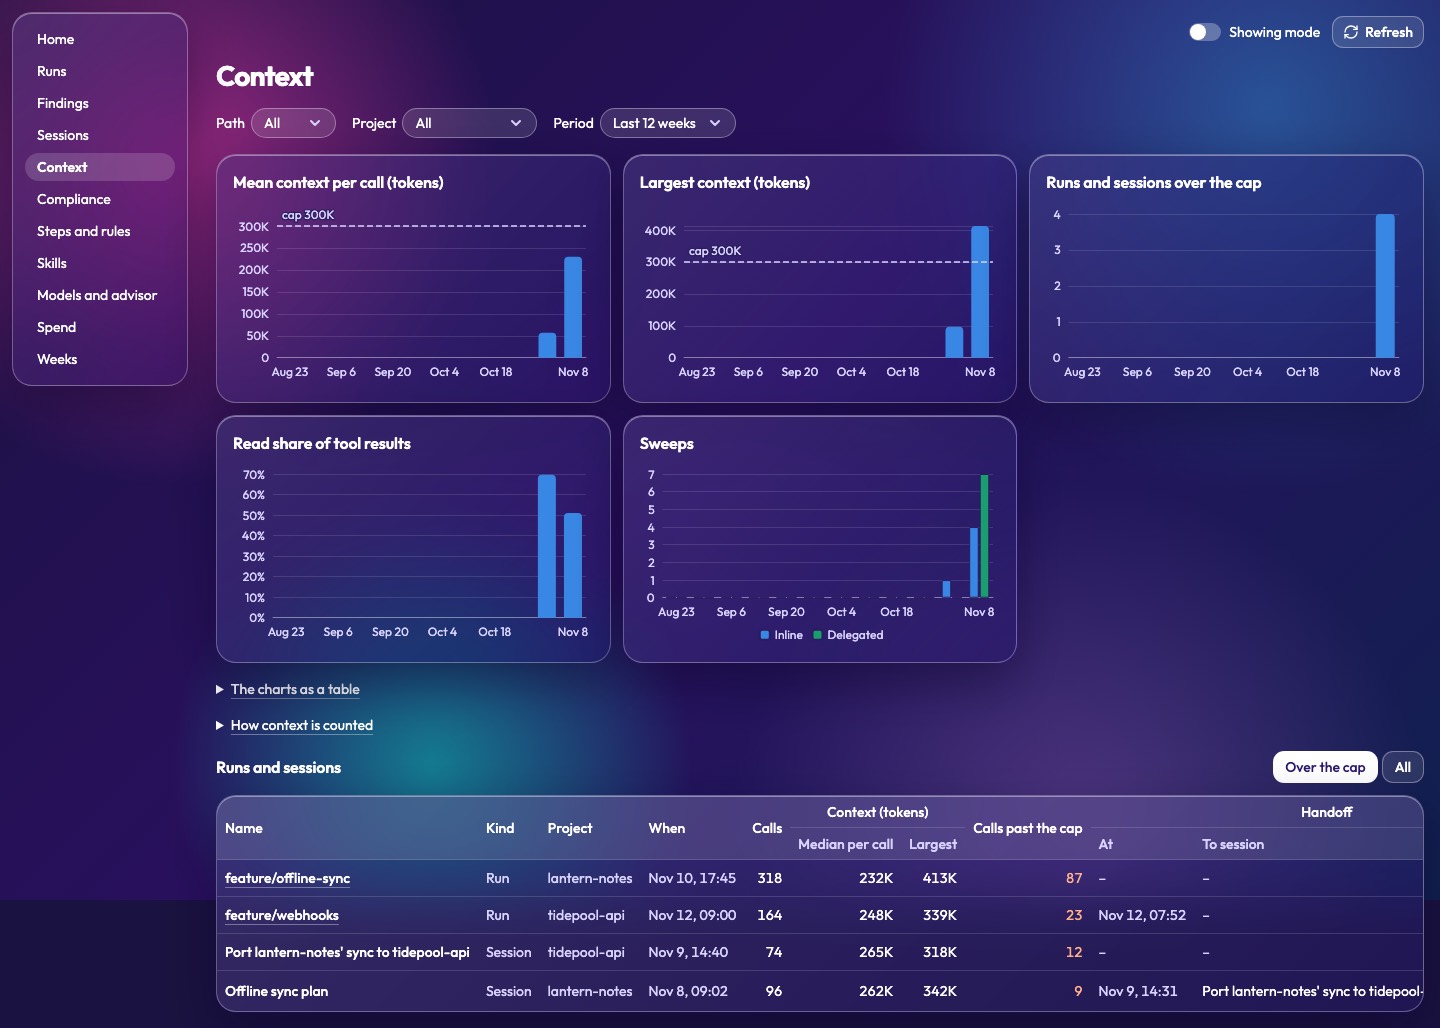 Home
Runs
Findings
Sessions
Context
Compliance
Steps and rules
Skills
Models and advisor
Spend
Weeks
Showing mode
Refresh
Context
Path All Project All Period Last 12 weeks
Mean context per call (tokens)
cap 300K
300K
250K
200K
150K
100K
50K
0
Aug 23 Sep 6 Sep 20 Oct 4 Oct 18 Nov 8
Largest context (tokens)
400K
cap 300K
300K
200K
100K
0
Aug 23 Sep 6 Sep 20 Oct 4 Oct 18 Nov 8
Runs and sessions over the cap
4
3
2
1
0
Aug 23 Sep 6 Sep 20 Oct 4 Oct 18 Nov 8
Read share of tool results
70%
60%
50%
40%
30%
20%
10%
0%
Aug 23 Sep 6 Sep 20 Oct 4 Oct 18 Nov 8
Sweeps
7
6
5
4
3
2
1
0
Aug 23 Sep 6 Sep 20 Oct 4 Oct 18 Nov 8
Inline Delegated
The charts as a table
How context is counted
Runs and sessions
Over the cap All
Context (tokens) Handoff
Name Kind Project When Calls Calls past the cap
Median per call Largest At To session
feature/offline-sync Run lantern-notes Nov 10, 17:45 318 232K 413K 87 – –
feature/webhooks Run tidepool-api Nov 12, 09:00 164 248K 339K 23 Nov 12, 07:52 –
Port lantern-notes' sync to tidepool-api Session tidepool-api Nov 9, 14:40 74 265K 318K 12 – –
Offline sync plan Session lantern-notes Nov 8, 09:02 96 262K 342K 9 Nov 9, 14:31 Port lantern-notes' sync to tidepool-